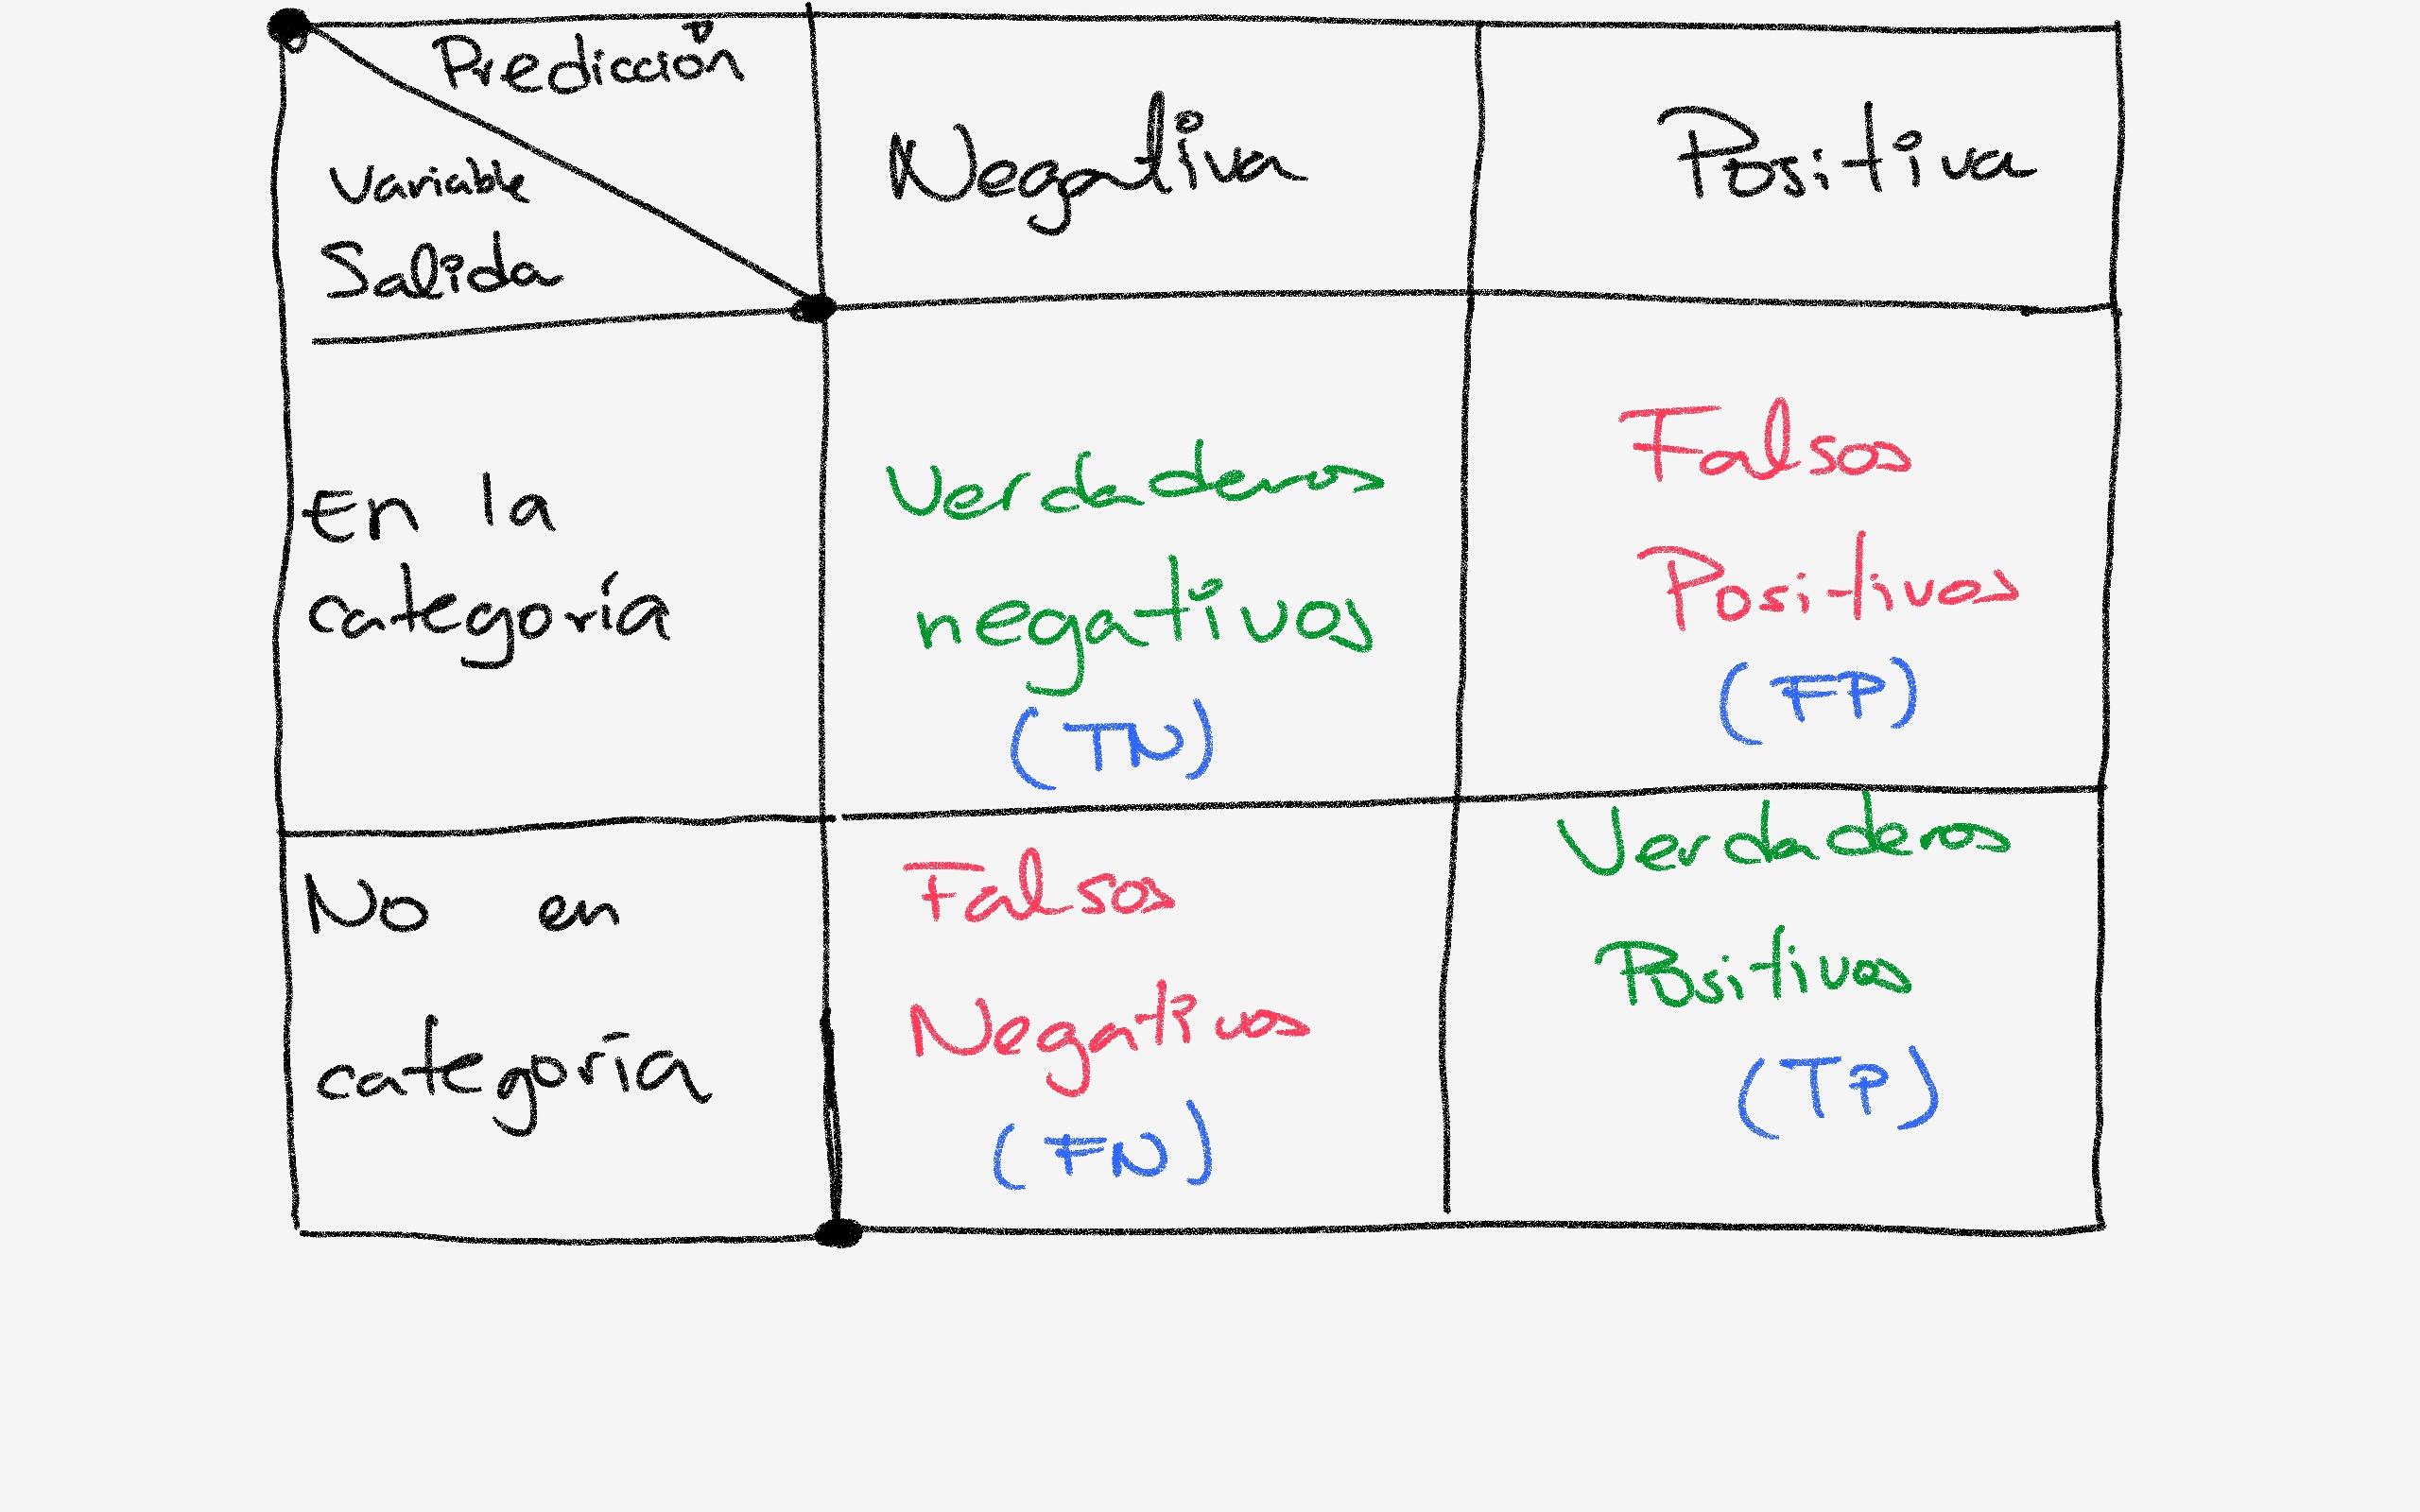 Predicción
Variable
Salida
Negativa
Positiva
En la
categoría
Verdaderos
negativos
(TN)
Falsos
Positivos
(FP)
No en
categoría
Falsos
Negativos
(FN)
Verdaderos
Positivos
(TP)